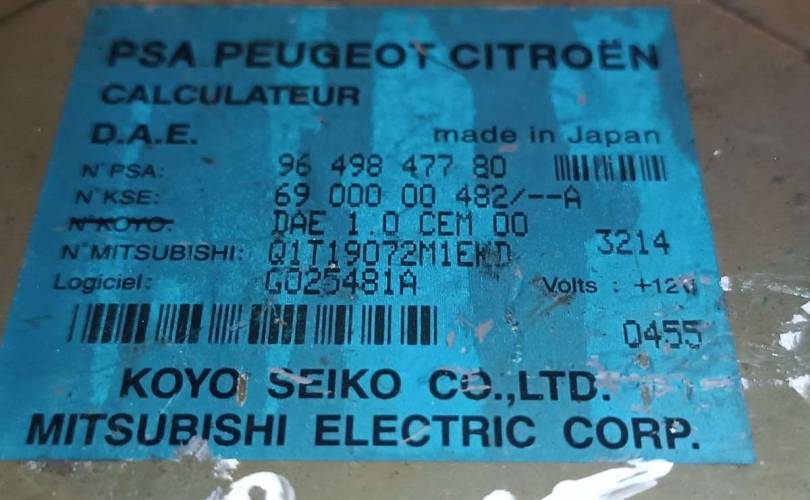 PSA PEUGEOT CITROËN
CALCULATEUR
D.A.E. made in Japan
N°PSA: 96 498 477 80
N°KSE: 69 000 00 482/--A
N°KOYO: DAE 1.0 CEM 00
N°MITSUBISHI: 3214
Logiciel: G025481A Volts : +12V
0455
KOYO SEIKO CO.,LTD.
MITSUBISHI ELECTRIC CORP.